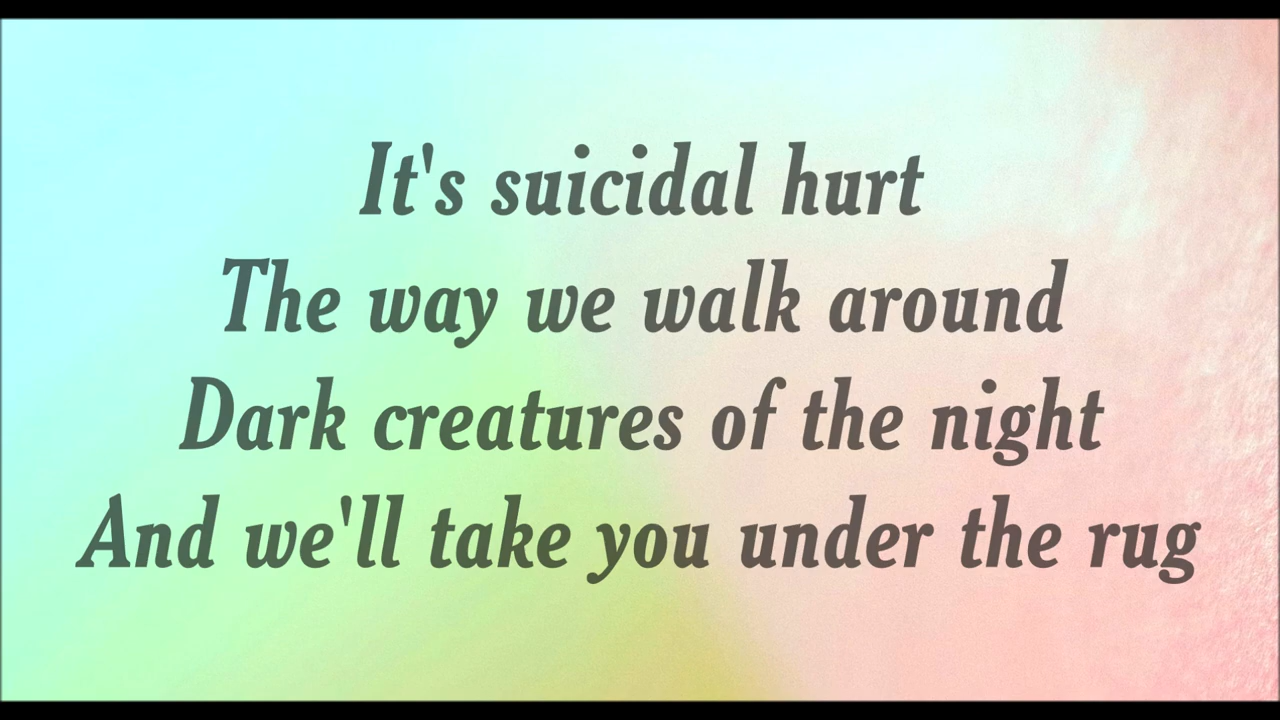 It's suicidal hurt
The way we walk around
Dark creatures of the night
And we'll take you under the rug